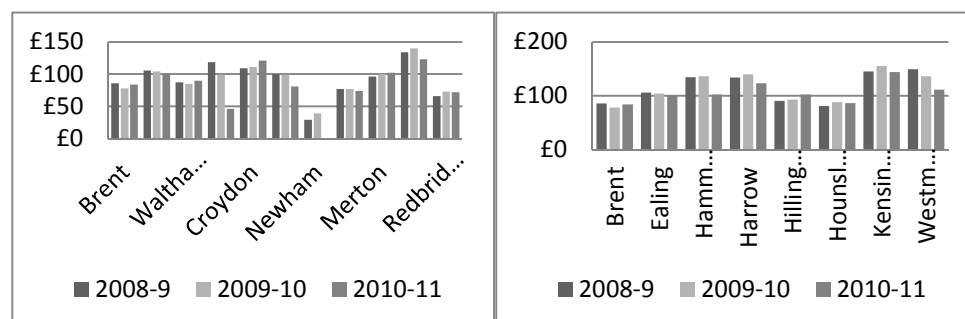 £150
£100
£50
£0
Brent
Waltha...
Croydon
Newham
Merton
Redbrid...
2008-9 2009-10 2010-11
£200
£100
£0
Brent
Ealing
Hamm...
Harrow
Hilling...
Hounsl...
Kensin...
Westm...
2008-9 2009-10 2010-11